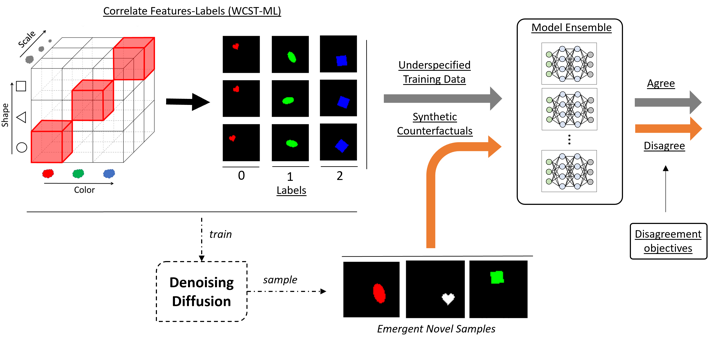 Correlate Features-Labels (WCST-ML)
Scale
Shape
Color
0 1 2
Labels
Underspecified
Training Data
Synthetic
Counterfactuals
Model Ensemble
...
Agree
Disagree
Disagreement
objectives
train
Denoising
Diffusion
sample
Emergent Novel Samples